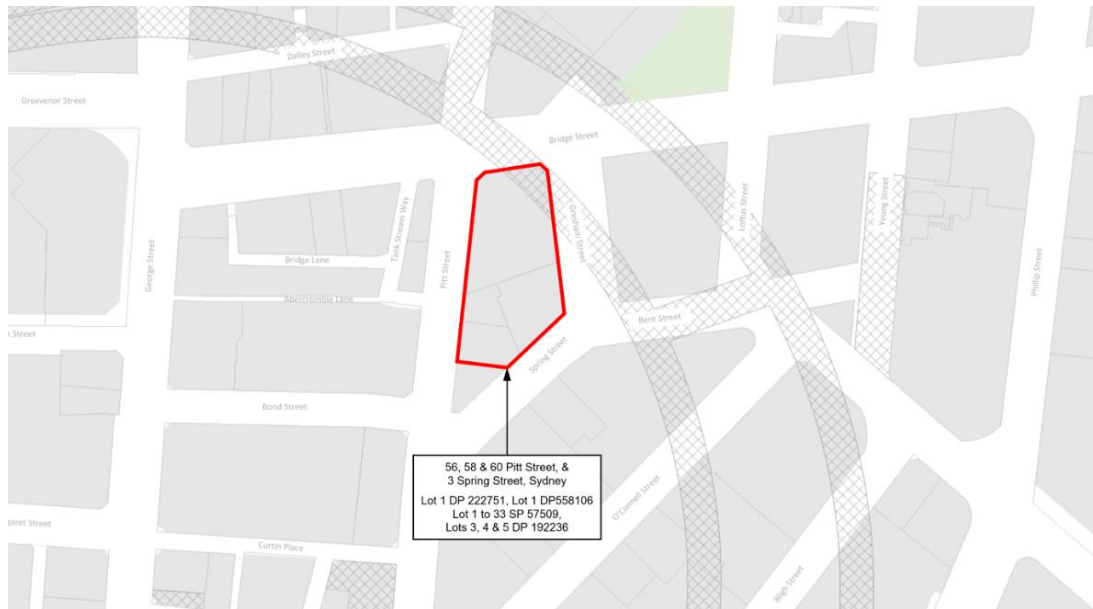 Dalley Street
Grosvenor Street
Bridge Street
Tank Stream Way
Gresham Street
Loftus Street
Young Street
Phillip Street
George Street
Pitt Street
Bridge Lane
Abercrombie Lane
Bent Street
n Street
Spring Street
Bond Street
56, 58 & 60 Pitt Street, &
3 Spring Street, Sydney
Lot 1 DP 222751, Lot 1 DP558106
Lot 1 to 33 SP 57509,
Lots 3, 4 & 5 DP 192236
O'Connell Street
garet Street
Curtin Place
Bligh Street